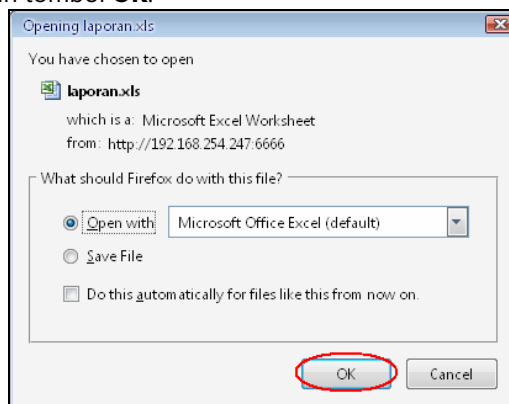 tombol OK.
Opening laporan.xls
You have chosen to open
laporan.xls
which is a: Microsoft Excel Worksheet
from: http://192.168.254.247:6666
What should Firefox do with this file?
Open with Microsoft Office Excel (default)
Save File
Do this automatically for files like this from now on.
OK Cancel